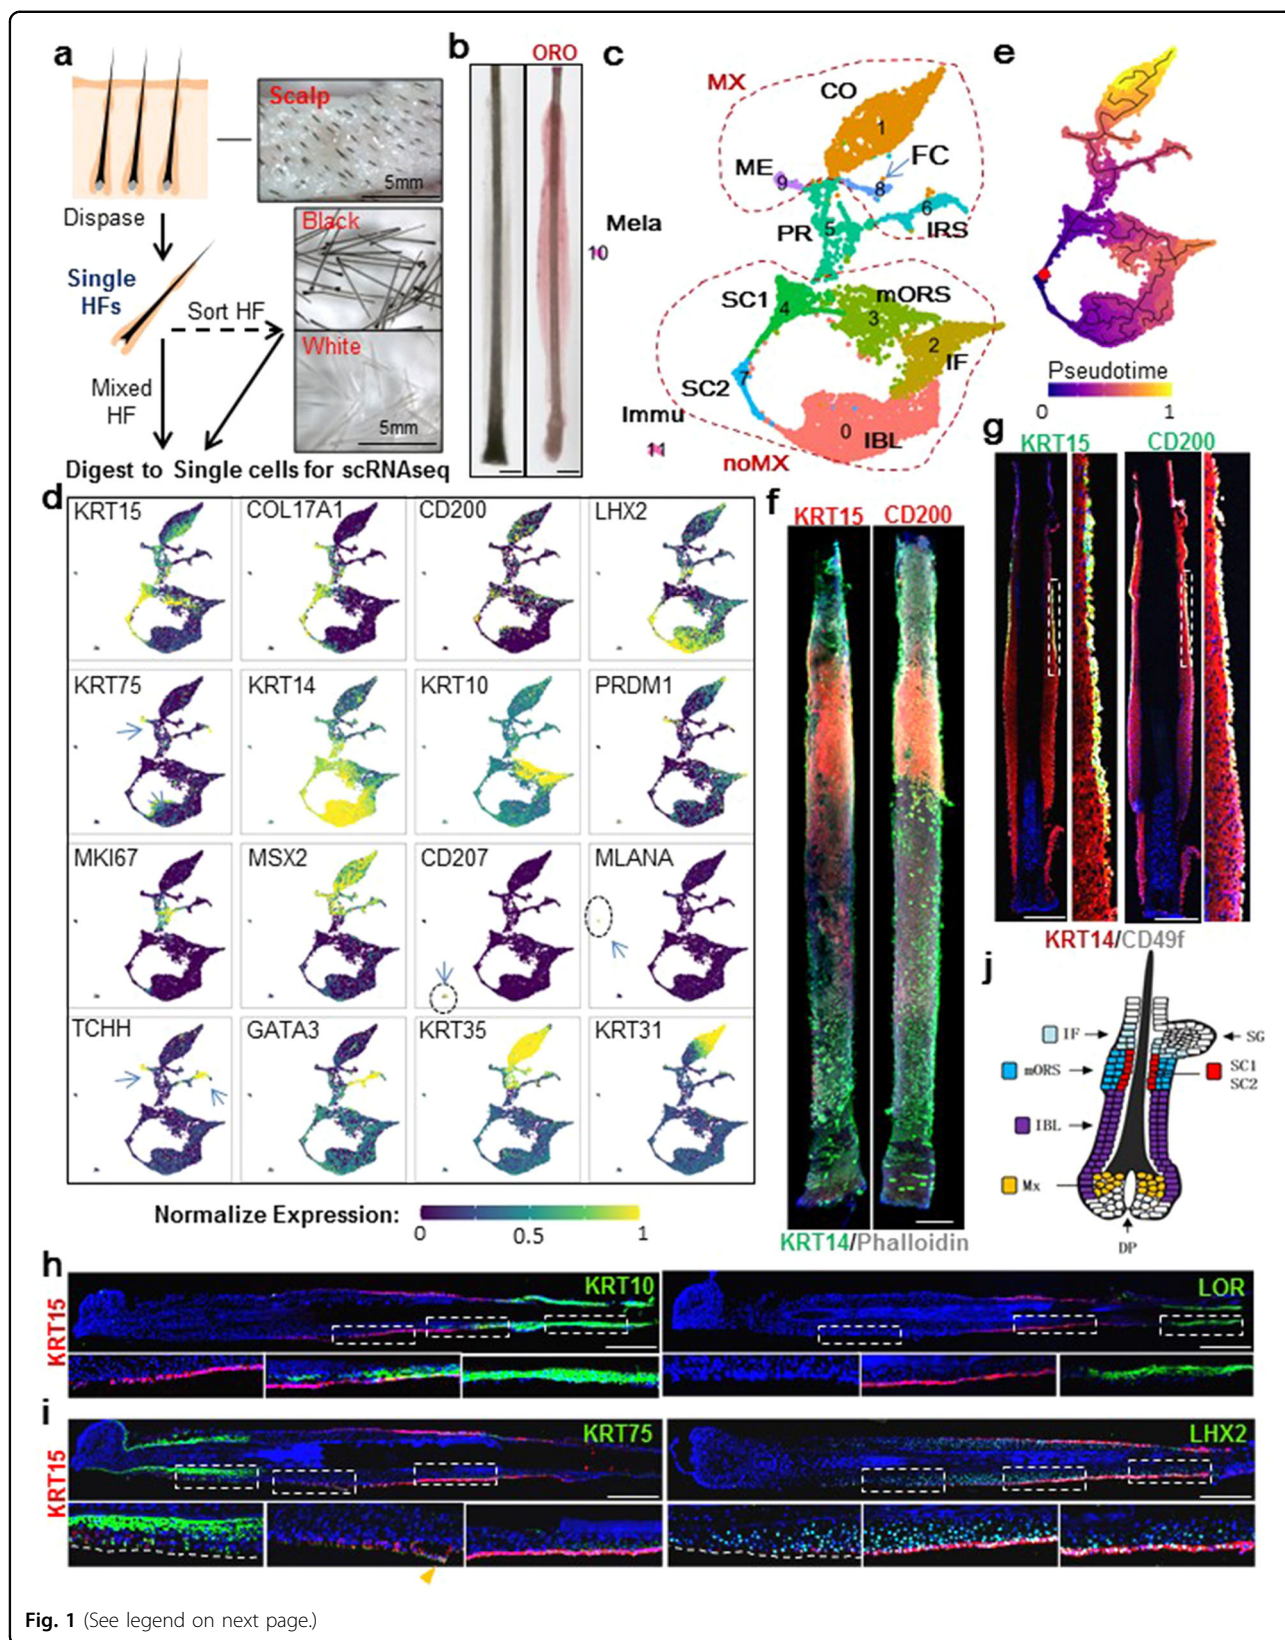 a
Scalp
5mm
Dispase
Single
HFs
Sort HF
Black
White
5mm
Mixed
HF
Digest to Single cells for scRNAseq
b
ORO
c
MX
CO
1
ME
9
FC
8
6
IRS
PR
5
Mela
10
SC1
4
mORS
3
2
IF
SC2
7
0
IBL
Immu
11
noMX
e
Pseudotime
0 1
d
KRT15 COL17A1 CD200 LHX2
KRT75 KRT14 KRT10 PRDM1
MKI67 MSX2 CD207 MLANA
TCHH GATA3 KRT35 KRT31
Normalize Expression:
0 0.5 1
f
KRT15 CD200
KRT14/Phalloidin
g
KRT15 CD200
KRT14/CD49f
j
IF
SG
mORS
SC1
SC2
IBL
Mx
DP
h
KRT15
KRT10
LOR
i
KRT15
KRT75
LHX2
Fig. 1 (See legend on next page.)